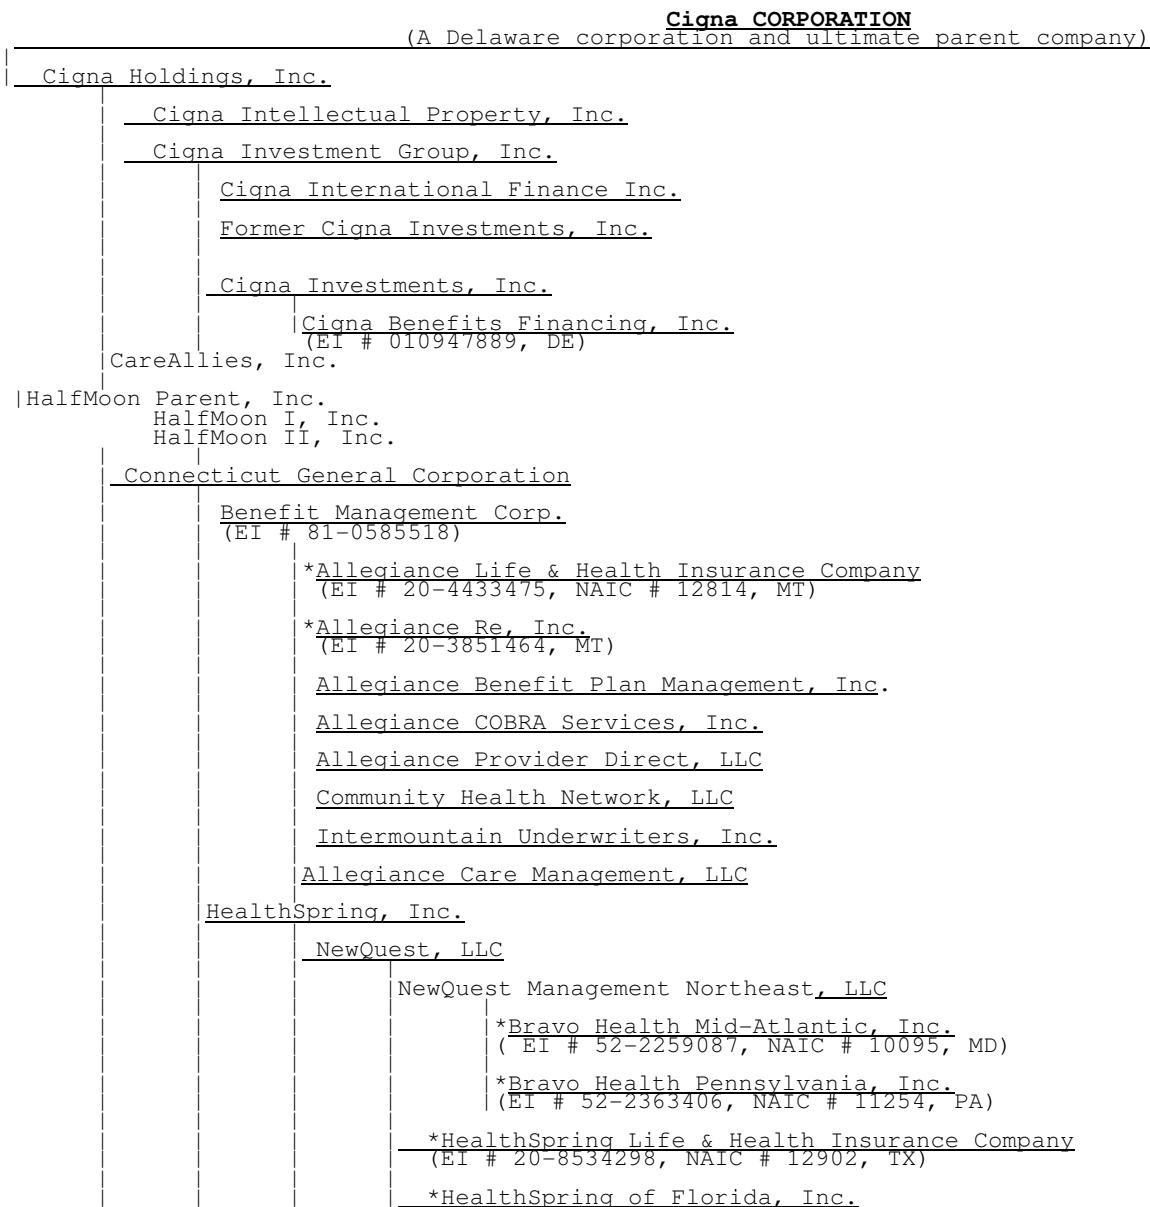 Cigna CORPORATION
(A Delaware corporation and ultimate parent company)
Cigna Holdings, Inc.
Cigna Intellectual Property, Inc.
Cigna Investment Group, Inc.
Cigna International Finance Inc.
Former Cigna Investments, Inc.
Cigna Investments, Inc.
Cigna Benefits Financing, Inc.
(EI # 010947889, DE)
CareAllies, Inc.
HalfMoon Parent, Inc.
HalfMoon I, Inc.
HalfMoon II, Inc.
Connecticut General Corporation
Benefit Management Corp.
(EI # 81-0585518)
*Allegiance Life & Health Insurance Company
(EI # 20-4433475, NAIC # 12814, MT)
*Allegiance Re, Inc.
(EI # 20-3851464, MT)
Allegiance Benefit Plan Management, Inc.
Allegiance COBRA Services, Inc.
Allegiance Provider Direct, LLC
Community Health Network, LLC
Intermountain Underwriters, Inc.
Allegiance Care Management, LLC
HealthSpring, Inc.
NewQuest, LLC
NewQuest Management Northeast, LLC
*Bravo Health Mid-Atlantic, Inc.
( EI # 52-2259087, NAIC # 10095, MD)
*Bravo Health Pennsylvania, Inc.
(EI # 52-2363406, NAIC # 11254, PA)
*HealthSpring Life & Health Insurance Company
(EI # 20-8534298, NAIC # 12902, TX)
*HealthSpring of Florida, Inc.